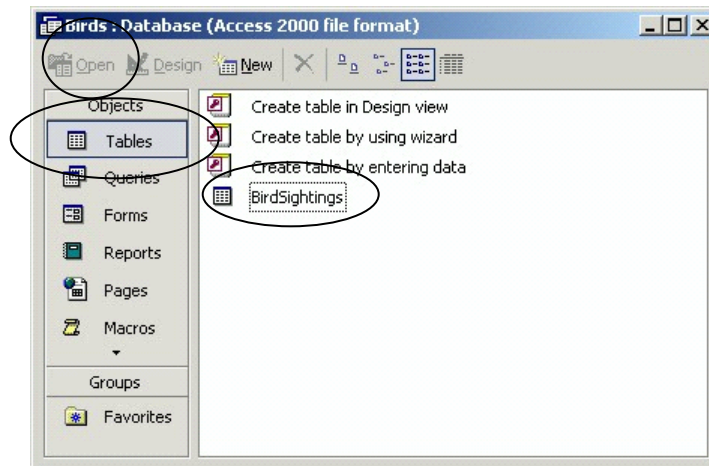 Birds : Database (Access 2000 file format)
Open Design New
Objects
Tables
Queries
Forms
Reports
Pages
Macros
Groups
Favorites
Create table in Design view
Create table by using wizard
Create table by entering data
BirdSightings